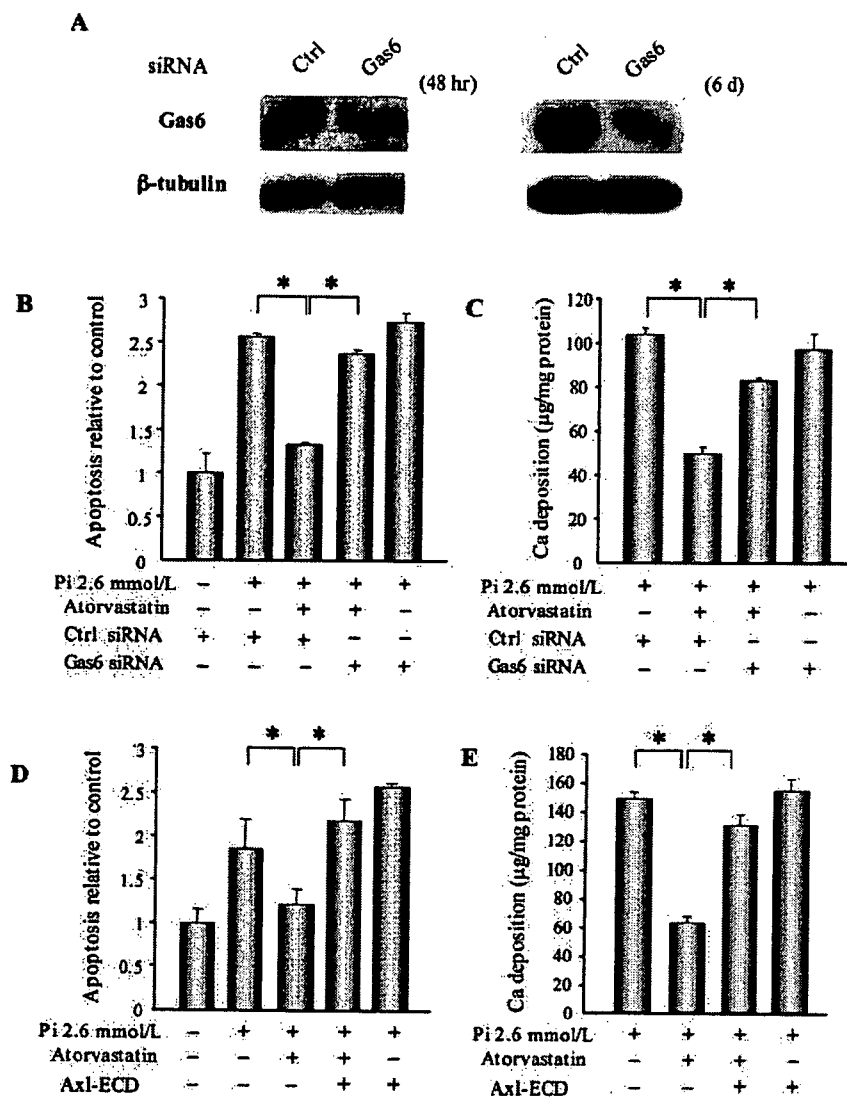 A
siRNA Ctrl Gas6 (48 hr) Ctrl Gas6 (6 d)
Gas6
β-tubulin
B
Apoptosis relative to control
3
2.5
2
1.5
1
0.5
0
* *
Pi 2.6 mmol/L – + + + +
Atorvastatin – – + + –
Ctrl siRNA + + + – –
Gas6 siRNA – – – + +
C
Ca deposition (µg/mg protein)
120
100
80
60
40
20
0
* *
Pi 2.6 mmol/L + + + +
Atorvastatin – + + –
Ctrl siRNA + + – –
Gas6 siRNA – – + +
D
Apoptosis relative to control
3
2.5
2
1.5
1
0.5
0
* *
Pi 2.6 mmol/L – + + + +
Atorvastatin – – + + –
Axl-ECD – – – + +
E
Ca deposition (µg/mg protein)
180
160
140
120
100
80
60
40
20
0
* *
Pi 2.6 mmol/L + + + +
Atorvastatin – + + –
Axl-ECD – – + +